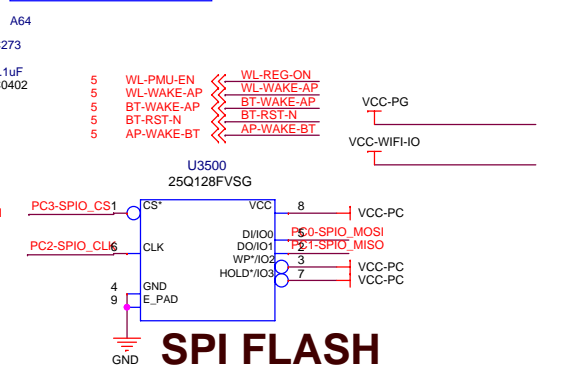 A64
273
.1uF
0402
5 WL-PMU-EN WL-REG-ON
5 WL-WAKE-AP WL-WAKE-AP
5 BT-WAKE-AP BT-WAKE-AP
5 BT-RST-N BT-RST-N
5 AP-WAKE-BT AP-WAKE-BT
VCC-PG
VCC-WIFI-IO
U3500
25Q128FVSG
PC3-SPIO_CS 1 CS* VCC 8 VCC-PC
DI/IO0 5 PC0-SPIO_MOSI
PC2-SPIO_CLK 6 CLK DO/IO1 2 PC1-SPIO_MISO
WP*/IO2 3 VCC-PC
HOLD*/IO3 7 VCC-PC
4 GND
9 E_PAD
GND
SPI FLASH